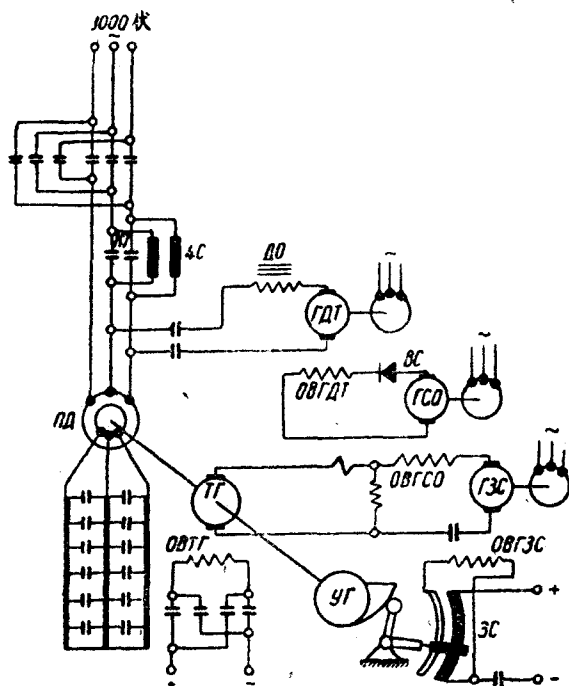 1000 伏
~
4С
ДО
~
ГДТ
ОВГДТ
ВС
~
ГСО
ПД
ТГ
ОВГСО
ГЗС
~
ОВТГ
ОВГЗС
УГ
ЗС
+
-